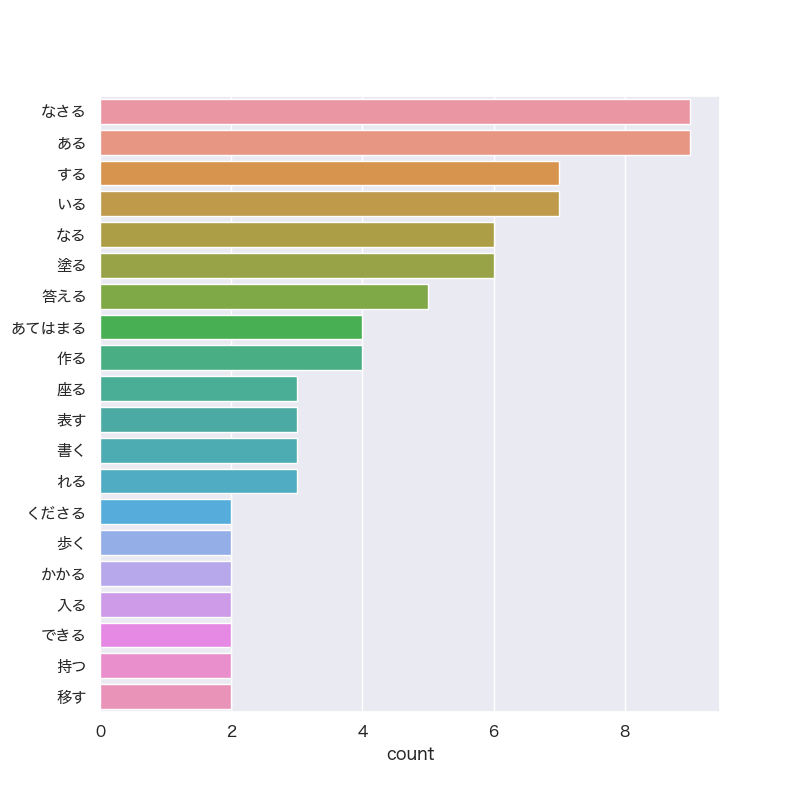 なさる
ある
する
いる
なる
塗る
答える
あてはまる
作る
座る
表す
書く
れる
くださる
歩く
かかる
入る
できる
持つ
移す
0 2 4 6 8
count